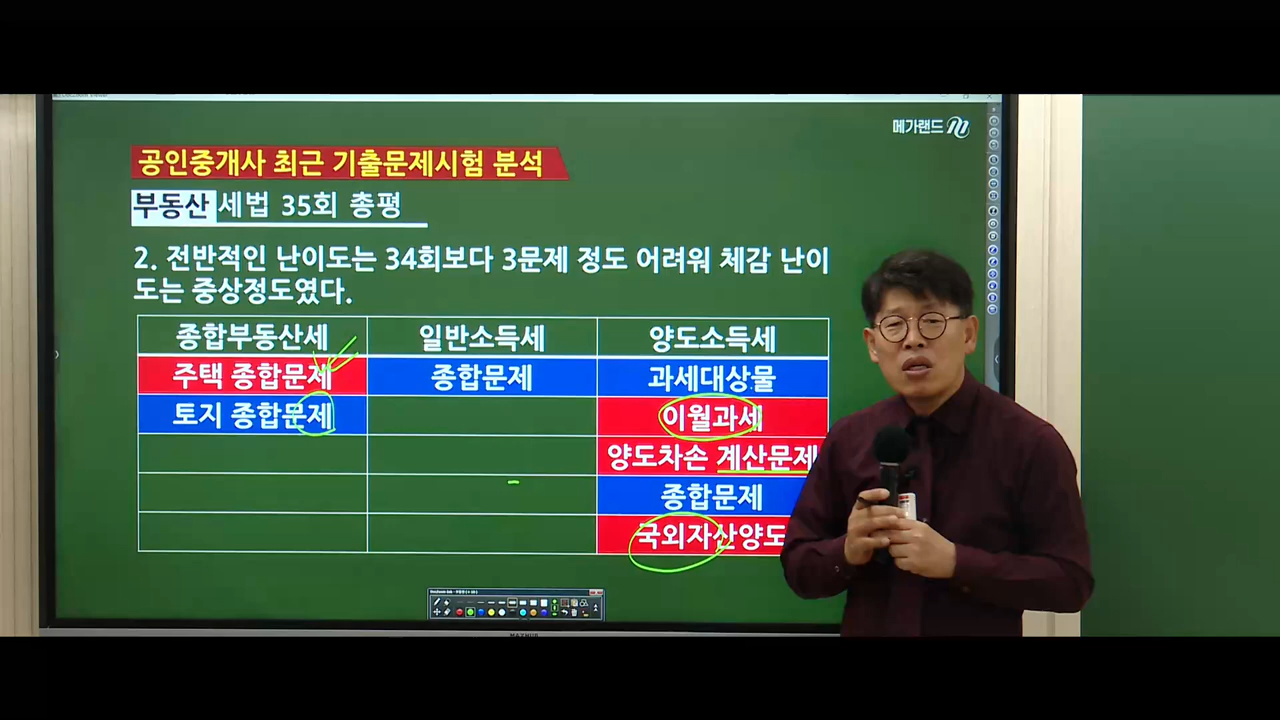 메가랜드
공인중개사 최근 기출문제시험 분석
부동산 세법 35회 총평
2. 전반적인 난이도는 34회보다 3문제 정도 어려워 체감 난이
도는 중상정도였다.
종합부동산세 일반소득세 양도소득세
주택 종합문제 종합문제 과세대상물
토지 종합문제 이월과세
양도차손 계산문제
종합문제
국외자산양도